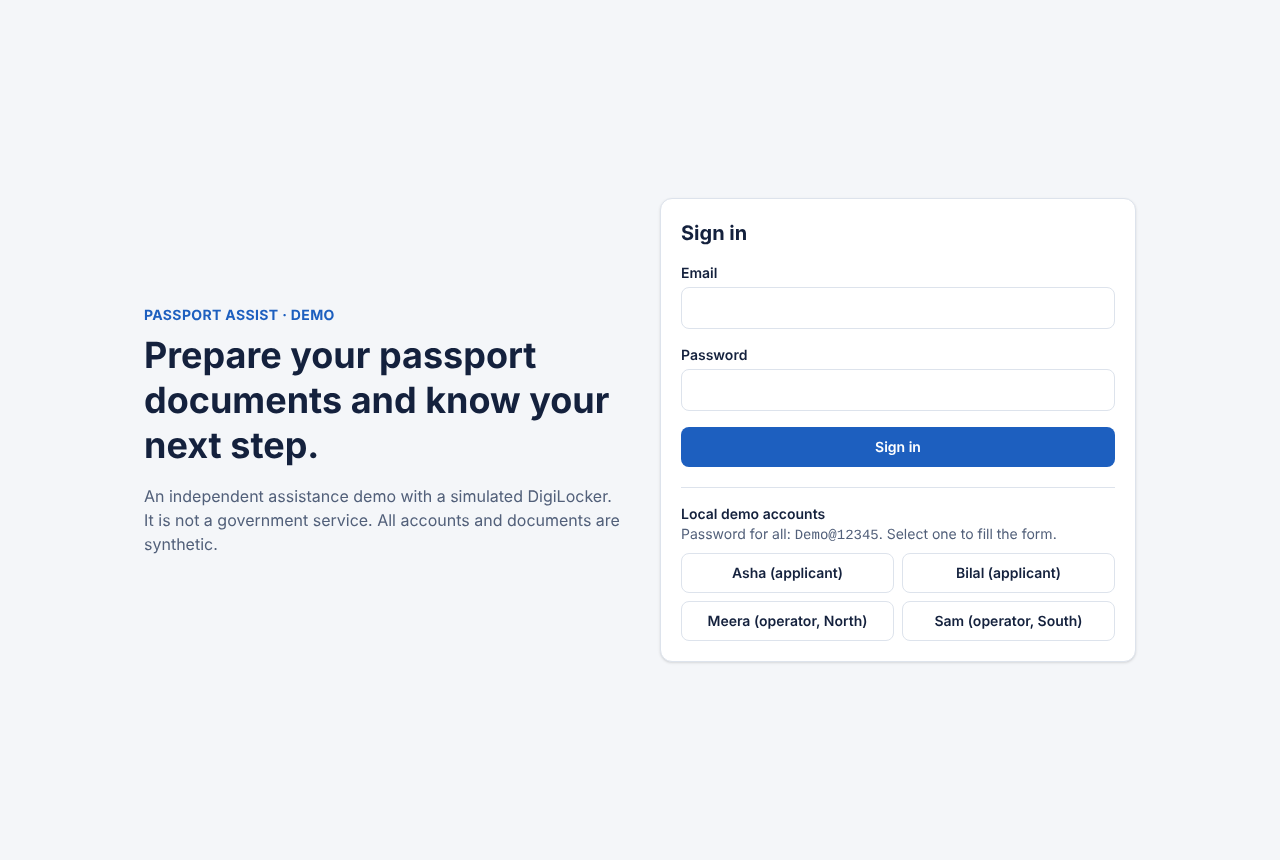 PASSPORT ASSIST · DEMO
Prepare your passport
documents and know your
next step.
An independent assistance demo with a simulated DigiLocker.
It is not a government service. All accounts and documents are
synthetic.
Sign in
Email
Password
Sign in
Local demo accounts
Password for all: Demo@12345. Select one to fill the form.
Asha (applicant)
Bilal (applicant)
Meera (operator, North)
Sam (operator, South)